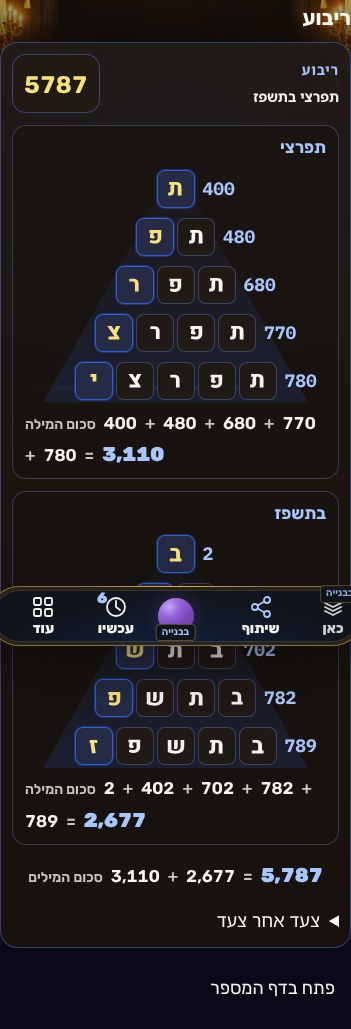 ריבוע
ריבוע
5787
תפרצי בתשפז
תפרצי
ת 400
ת פ 480
ת פ ר 680
ת פ ר צ 770
ת פ ר צ י 780
סכום המילה 400 + 480 + 680 + 770
+ 780 = 3,110
בתשפז
ב 2
בבנייה
כאן
שיתוף
בבנייה
6
עכשיו
עוד
ב ת ש 702
ב ת ש פ 782
ב ת ש פ ז 789
סכום המילה 2 + 402 + 702 + 782 +
789 = 2,677
סכום המילים 3,110 + 2,677 = 5,787
◀ צעד אחר צעד
פתח בדף המספר